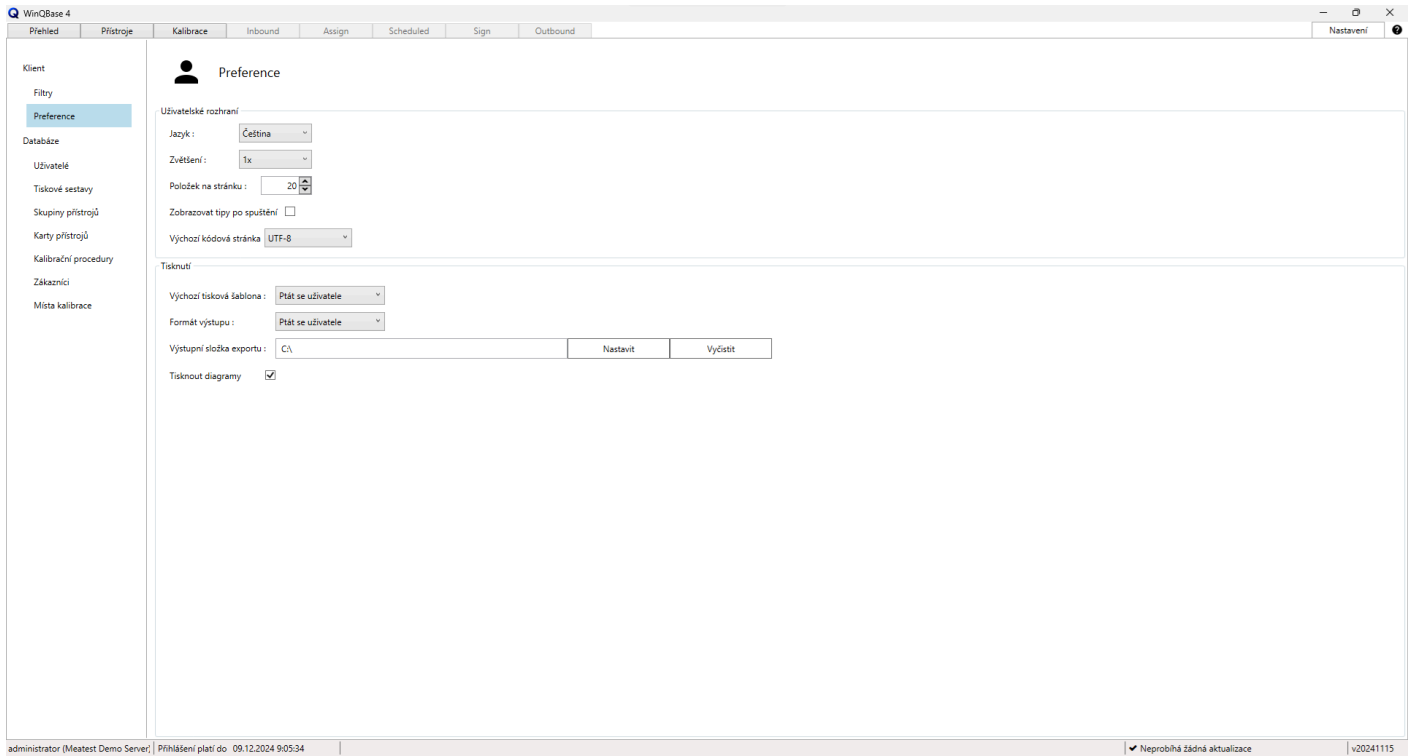 WinQBase 4
Přehled Přístroje Kalibrace Inbound Assign Scheduled Sign Outbound Nastavení ?
Klient
Filtry
Preference
Databáze
Uživatelé
Tiskové sestavy
Skupiny přístrojů
Karty přístrojů
Kalibrační procedury
Zákazníci
Místa kalibrace
Preference
Uživatelské rozhraní
Jazyk : Čeština
Zvětšení : 1x
Položek na stránku : 20
Zobrazovat tipy po spuštění
Výchozí kódová stránka UTF-8
Tisknutí
Výchozí tisková šablona : Ptát se uživatele
Formát výstupu : Ptát se uživatele
Výstupní složka exportu : C:\ Nastavit Vyčistit
Tisknout diagramy
administrator (Meatest Demo Server) Přihlášení platí do 09.12.2024 9:05:34 Neprobíhá žádná aktualizace v20241115